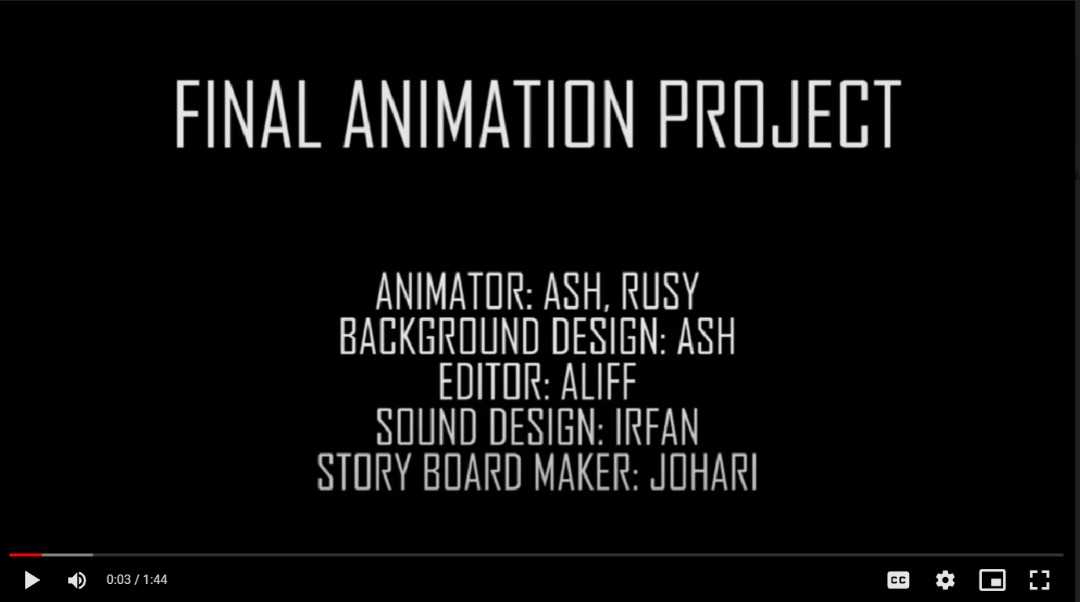 FINAL ANIMATION PROJECT
ANIMATOR: ASH, RUSY
BACKGROUND DESIGN: ASH
EDITOR: ALIFF
SOUND DESIGN: IRFAN
STORY BOARD MAKER: JOHARI
0:03 / 1:44
CC